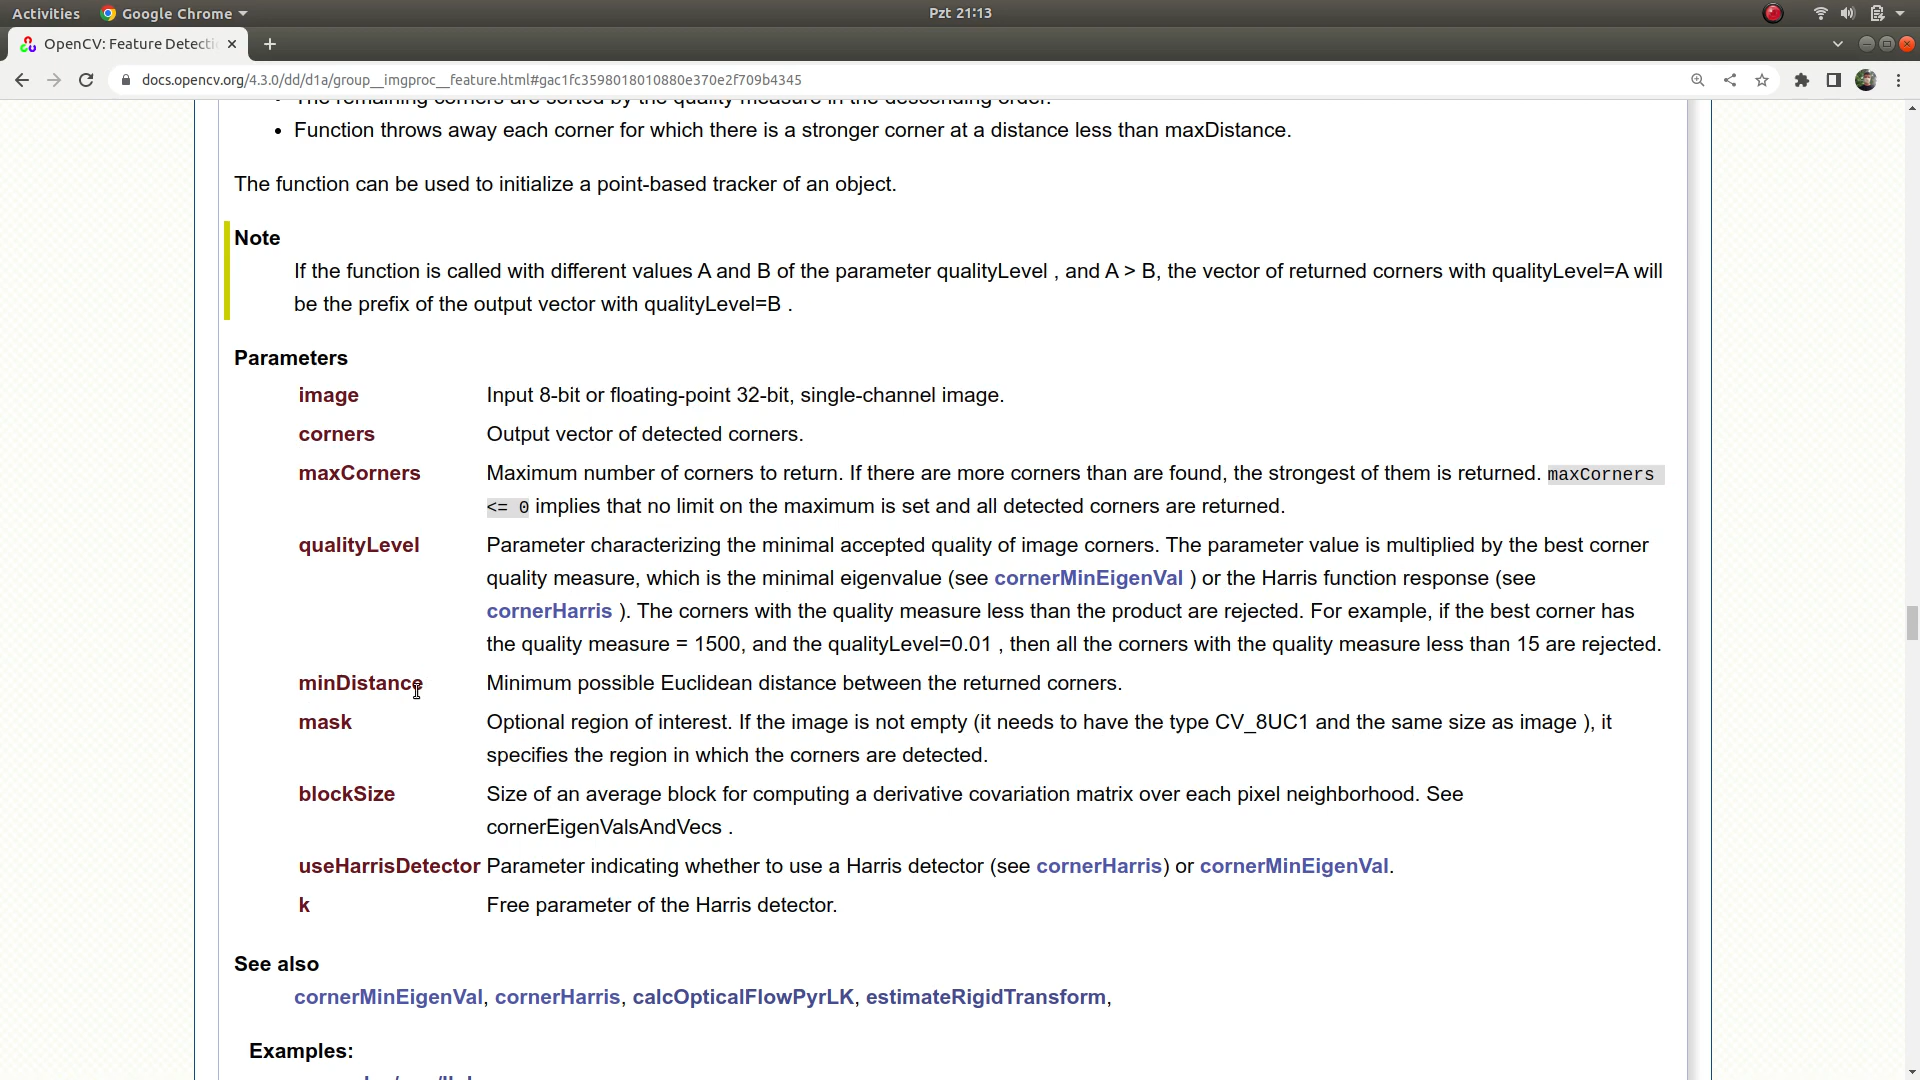 Activities Google Chrome Pzt 21:13
OpenCV: Feature Detecti
docs.opencv.org/4.3.0/dd/d1a/group__imgproc__feature.html#gac1fc3598018010880e370e2f709b4345
The remaining corners are sorted by the quality measure in the descending order.
• Function throws away each corner for which there is a stronger corner at a distance less than maxDistance.
The function can be used to initialize a point-based tracker of an object.
Note
If the function is called with different values A and B of the parameter qualityLevel , and A > B, the vector of returned corners with qualityLevel=A will
be the prefix of the output vector with qualityLevel=B .
Parameters
image Input 8-bit or floating-point 32-bit, single-channel image.
corners Output vector of detected corners.
maxCorners Maximum number of corners to return. If there are more corners than are found, the strongest of them is returned. maxCorners
<= 0 implies that no limit on the maximum is set and all detected corners are returned.
qualityLevel Parameter characterizing the minimal accepted quality of image corners. The parameter value is multiplied by the best corner
quality measure, which is the minimal eigenvalue (see cornerMinEigenVal ) or the Harris function response (see
cornerHarris ). The corners with the quality measure less than the product are rejected. For example, if the best corner has
the quality measure = 1500, and the qualityLevel=0.01 , then all the corners with the quality measure less than 15 are rejected.
minDistance Minimum possible Euclidean distance between the returned corners.
mask Optional region of interest. If the image is not empty (it needs to have the type CV_8UC1 and the same size as image ), it
specifies the region in which the corners are detected.
blockSize Size of an average block for computing a derivative covariation matrix over each pixel neighborhood. See
cornerEigenValsAndVecs .
useHarrisDetector Parameter indicating whether to use a Harris detector (see cornerHarris) or cornerMinEigenVal.
k Free parameter of the Harris detector.
See also
cornerMinEigenVal, cornerHarris, calcOpticalFlowPyrLK, estimateRigidTransform,
Examples: